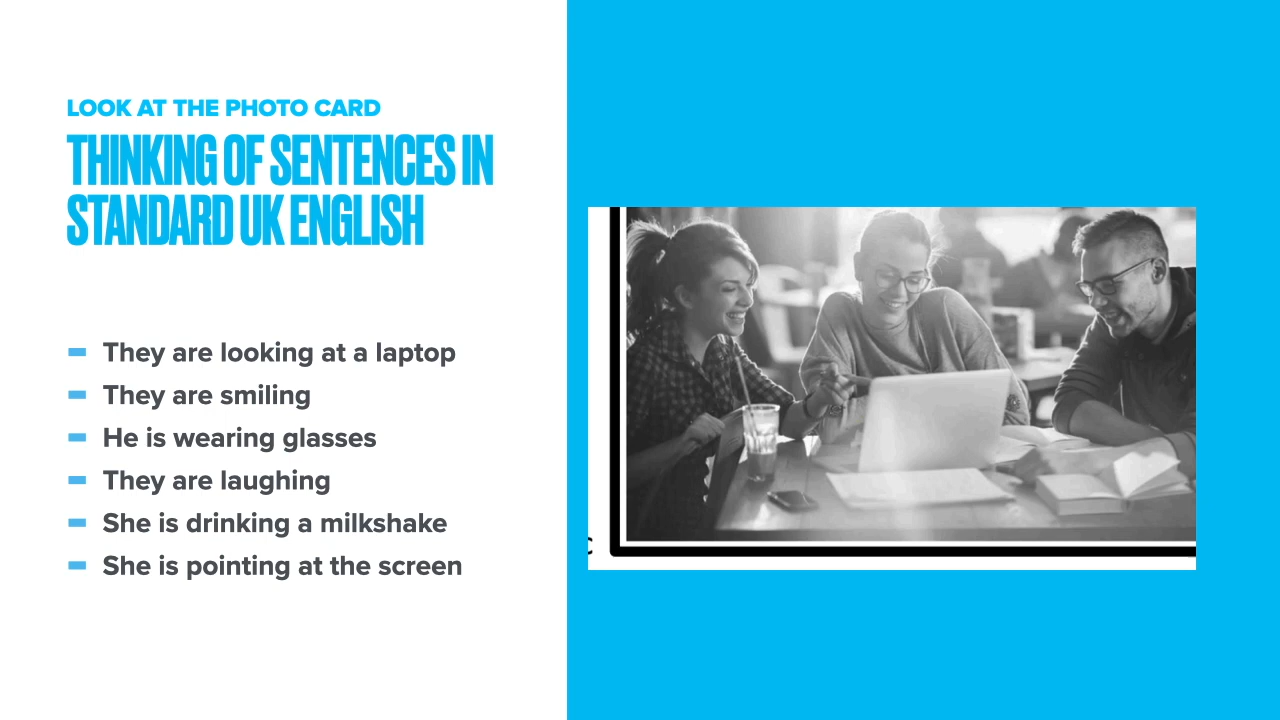 LOOK AT THE PHOTO CARD
THINKING OF SENTENCES IN
STANDARD UK ENGLISH
They are looking at a laptop
They are smiling
He is wearing glasses
They are laughing
She is drinking a milkshake
She is pointing at the screen